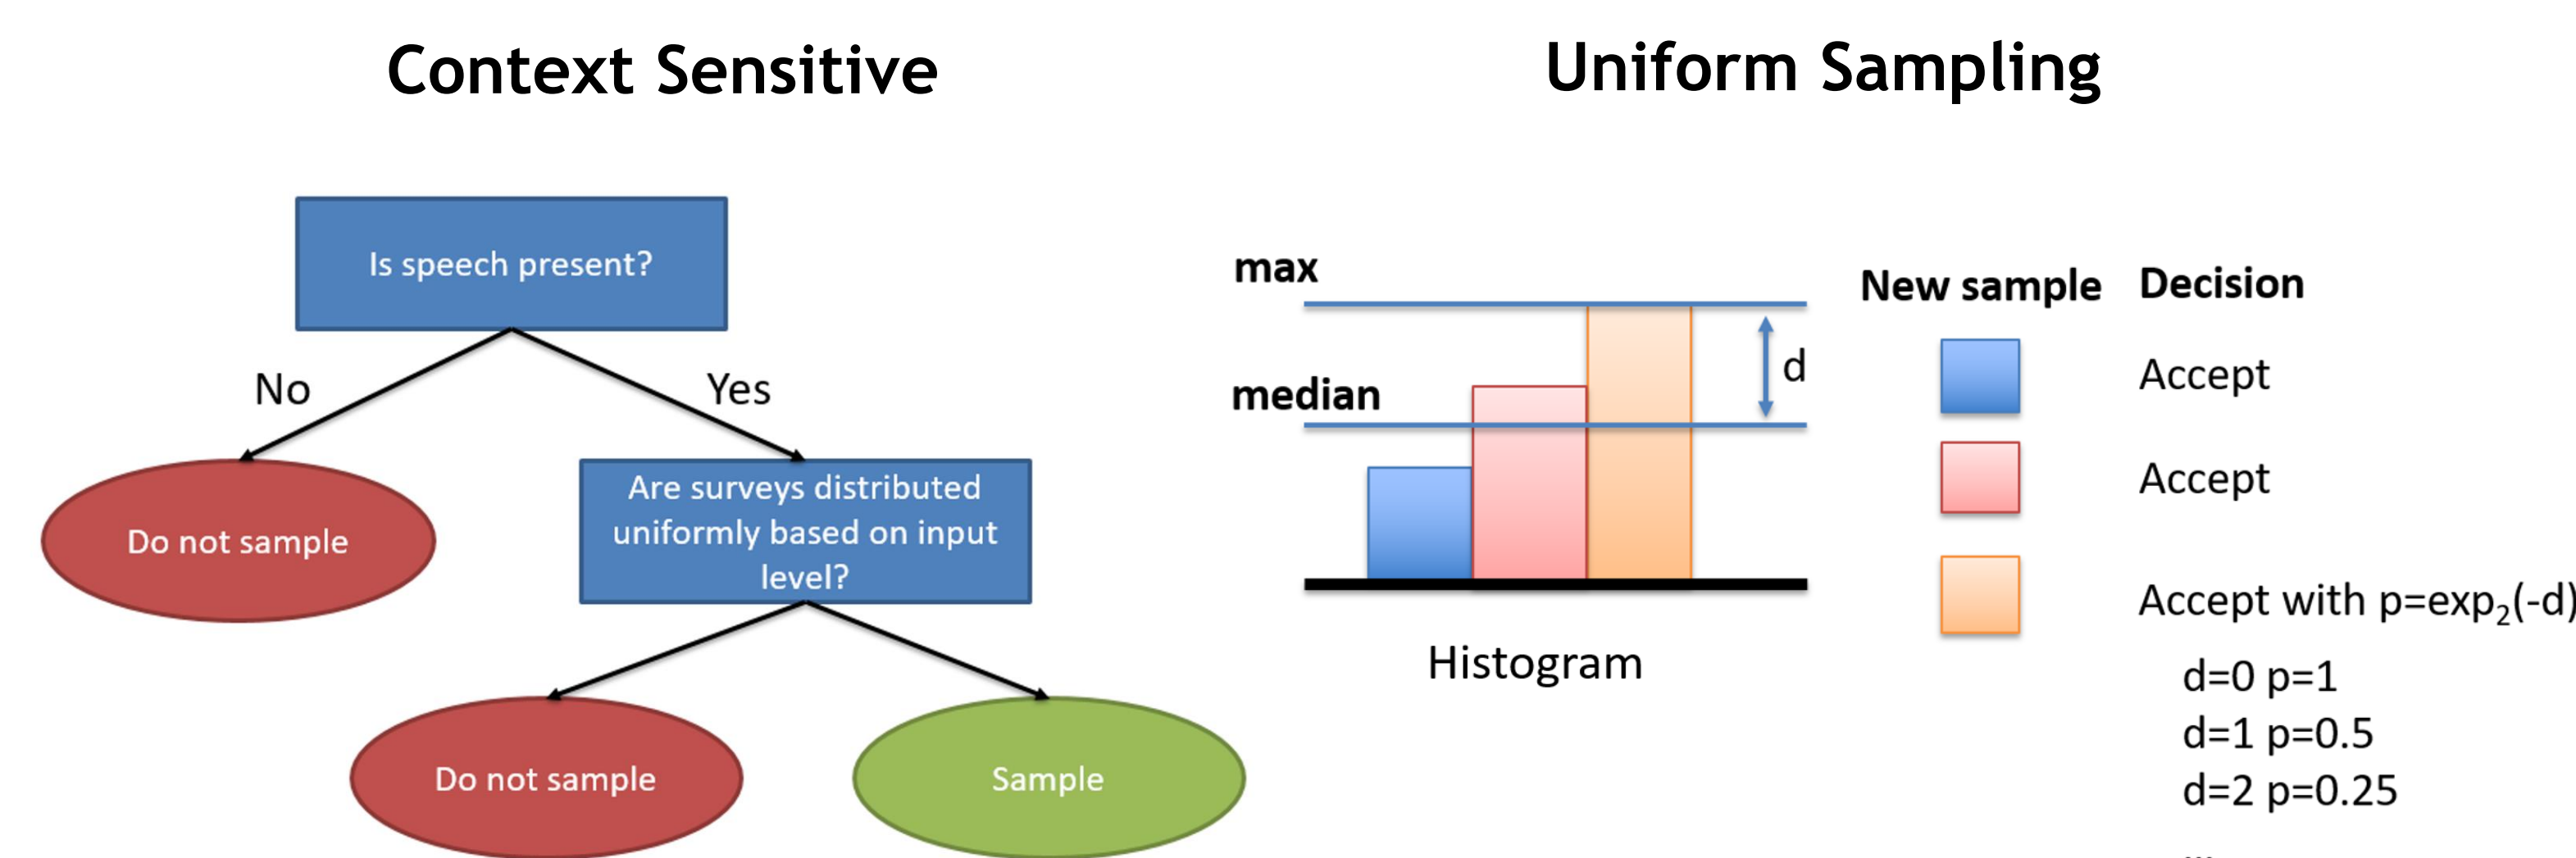 Context Sensitive
Is speech present?
No
Yes
Do not sample
Are surveys distributed
uniformly based on input
level?
Do not sample
Sample
Uniform Sampling
max
median
d
Histogram
New sample
Decision
Accept
Accept
Accept with p=exp₂(-d)
d=0 p=1
d=1 p=0.5
d=2 p=0.25
...